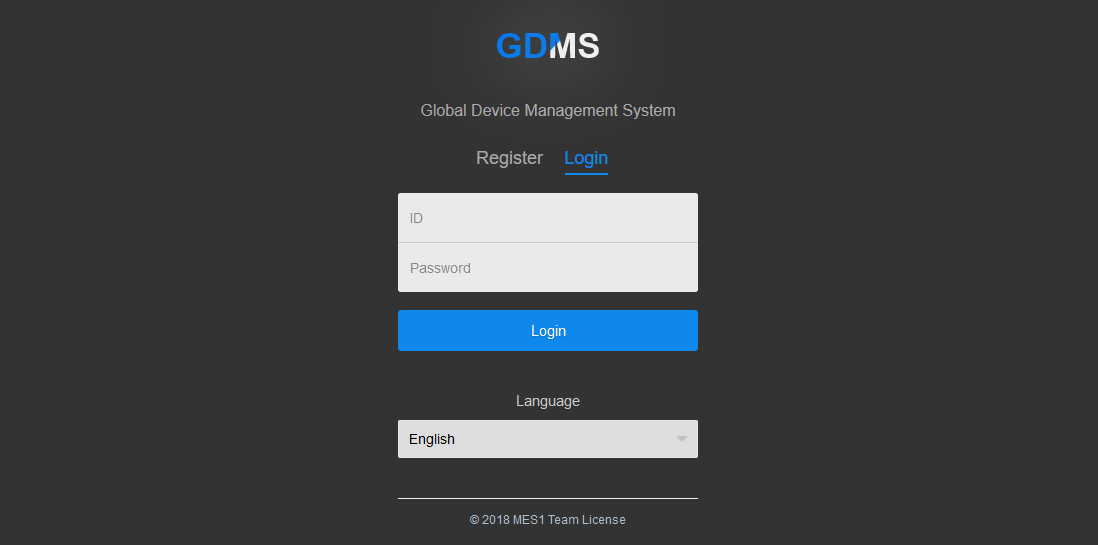 GDMS
Global Device Management System
Register Login
ID
Password
Login
Language
English
© 2018 MES1 Team License